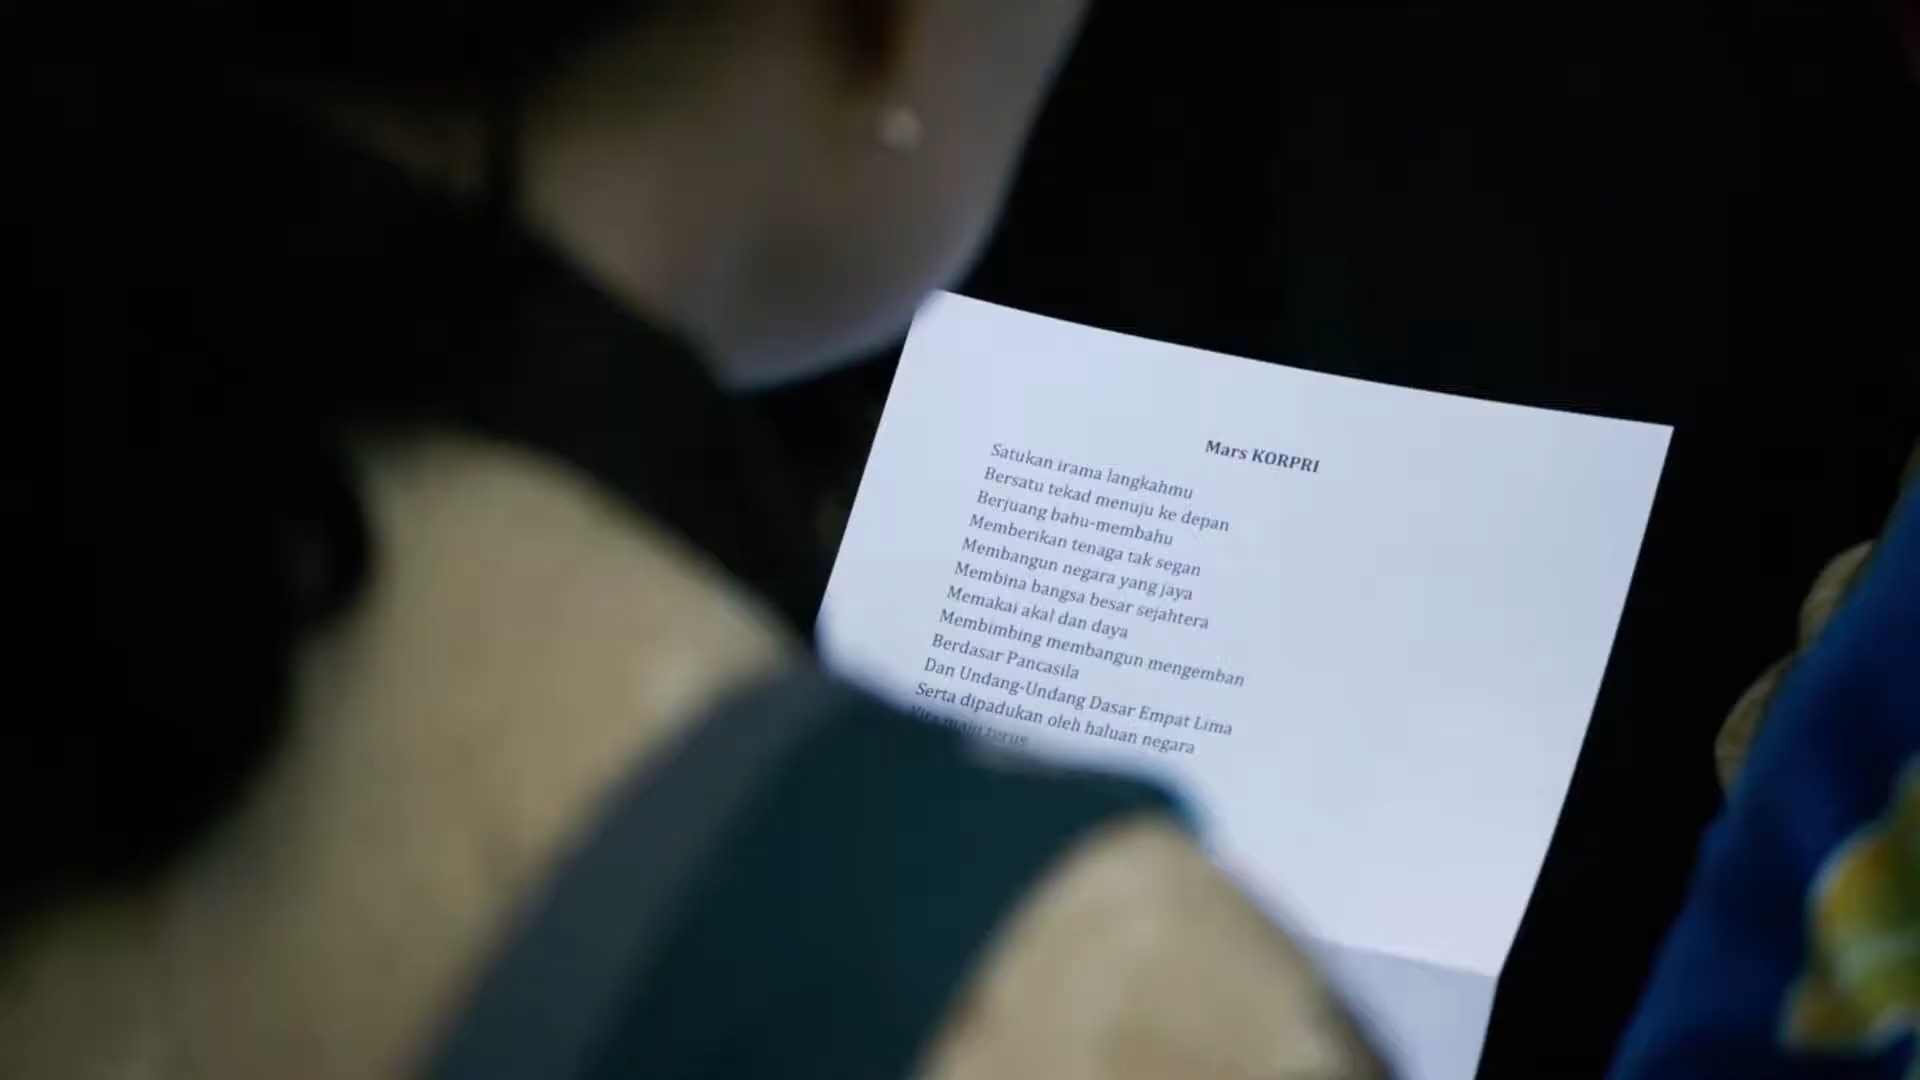 Mars KORPRI
Satukan irama langkahmu
Bersatu tekad menuju ke depan
Berjuang bahu-membahu
Memberikan tenaga tak segan
Membangun negara yang jaya
Membina bangsa besar sejahtera
Memakai akal dan daya
Membimbing membangun mengemban
Berdasar Pancasila
Dan Undang-Undang Dasar Empat Lima
Serta dipadukan oleh haluan negara
maju terus